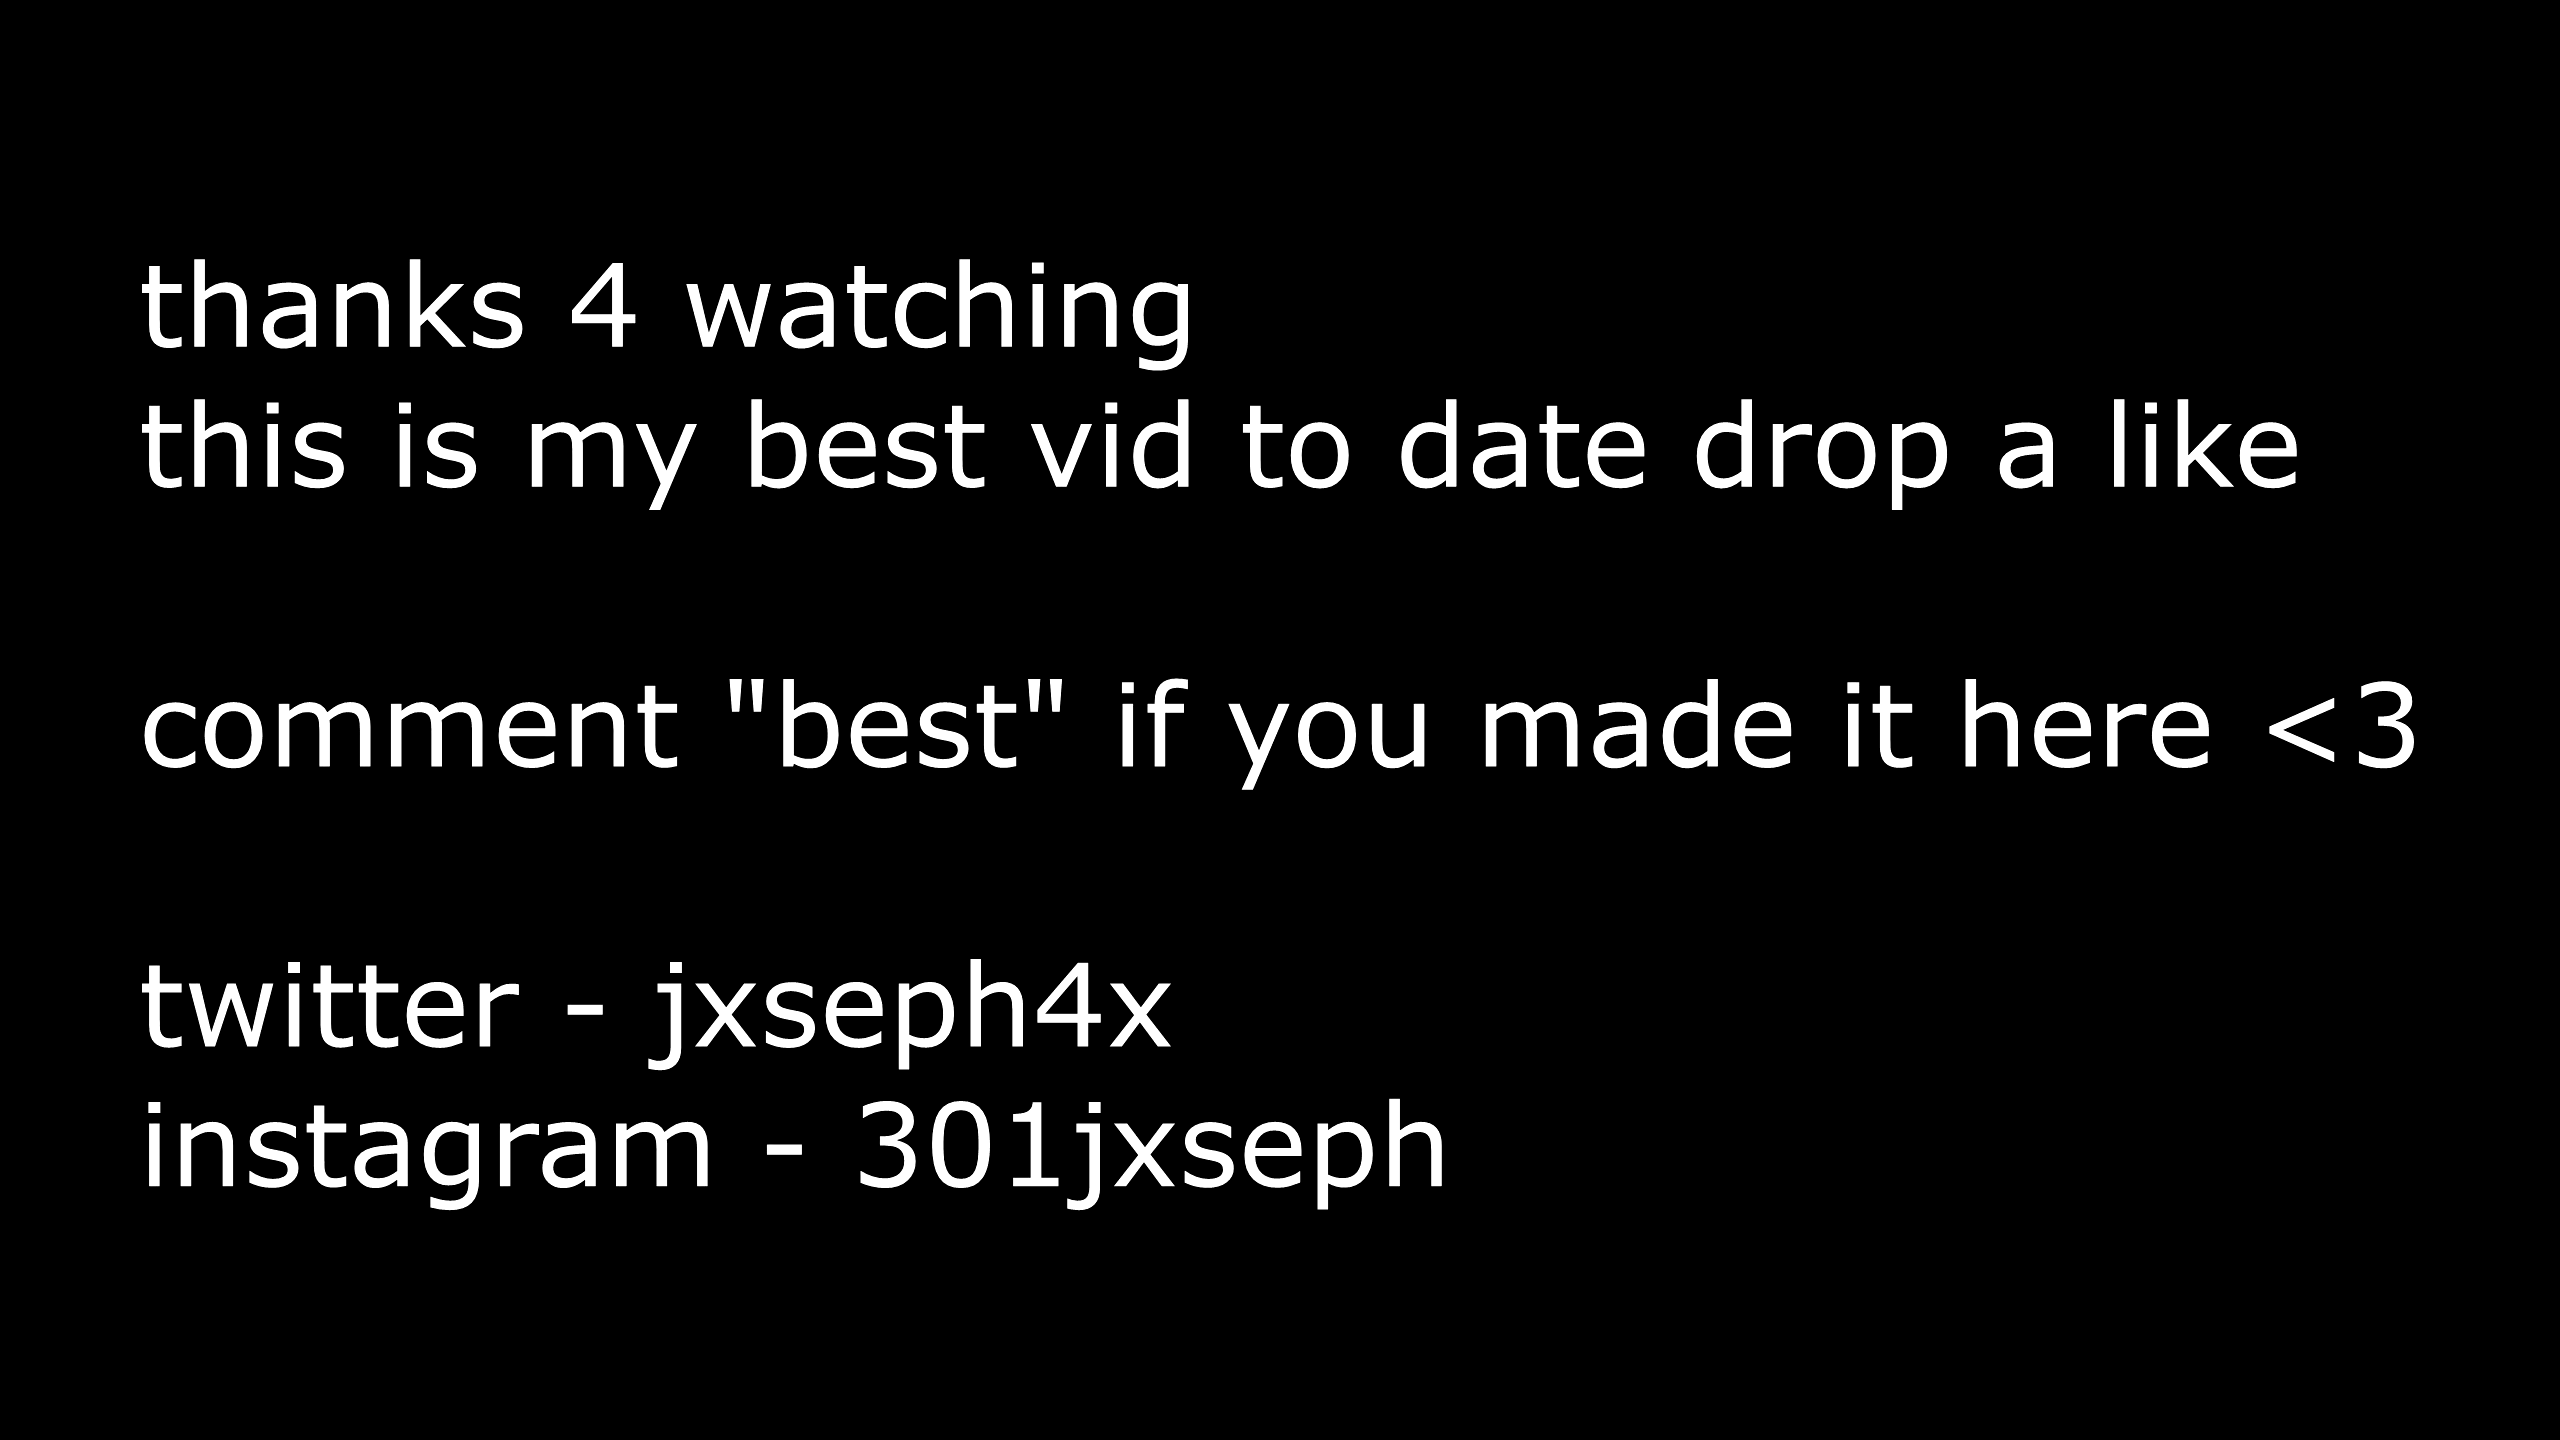 thanks 4 watching
this is my best vid to date drop a like
comment "best" if you made it here <3
twitter - jxseph4x
instagram - 301jxseph